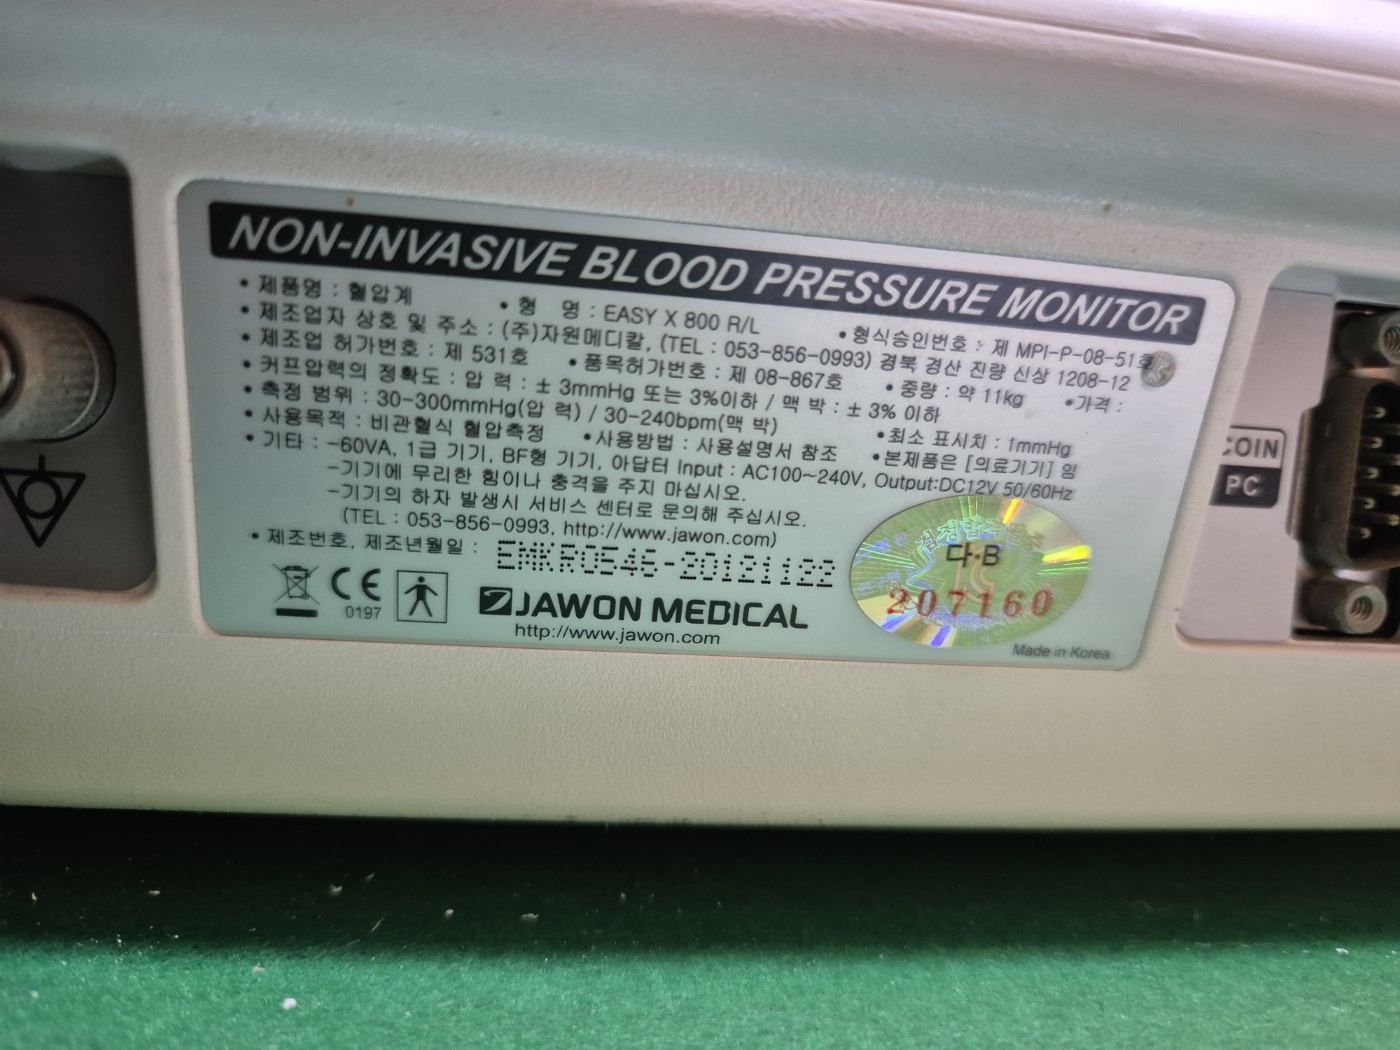 NON-INVASIVE BLOOD PRESSURE MONITOR
• 제품명 : 혈압계 • 형 명 : EASY X 800 R/L • 형식승인번호 : 제 MPI-P-08-51호
• 제조업자 상호 및 주소 : (주)자원메디칼, (TEL : 053-856-0993) 경북 경산 진량 신상 1208-12
• 제조업 허가번호 : 제 531호 • 품목허가번호 : 제 08-867호 • 중량 : 약 11kg • 가격 :
• 커프압력의 정확도 : 압 력 : ± 3mmHg 또는 3%이하 / 맥 박 : ± 3% 이하
• 측정 범위 : 30-300mmHg(압 력) / 30-240bpm(맥 박) • 최소 표시치 : 1mmHg
• 사용목적 : 비관혈식 혈압측정 • 사용방법 : 사용설명서 참조 • 본제품은 [의료기기] 임
• 기타 : -60VA, 1급 기기, BF형 기기, 아답터 Input : AC100~240V, Output:DC12V 50/60Hz
-기기에 무리한 힘이나 충격을 주지 마십시오.
-기기의 하자 발생시 서비스 센터로 문의해 주십시오.
(TEL : 053-856-0993, http://www.jawon.com)
• 제조번호, 제조년월일 : EMKR0546-20121122
CE 0197
JAWON MEDICAL
http://www.jawon.com
다-B
207160
Made in Korea
COIN
PC